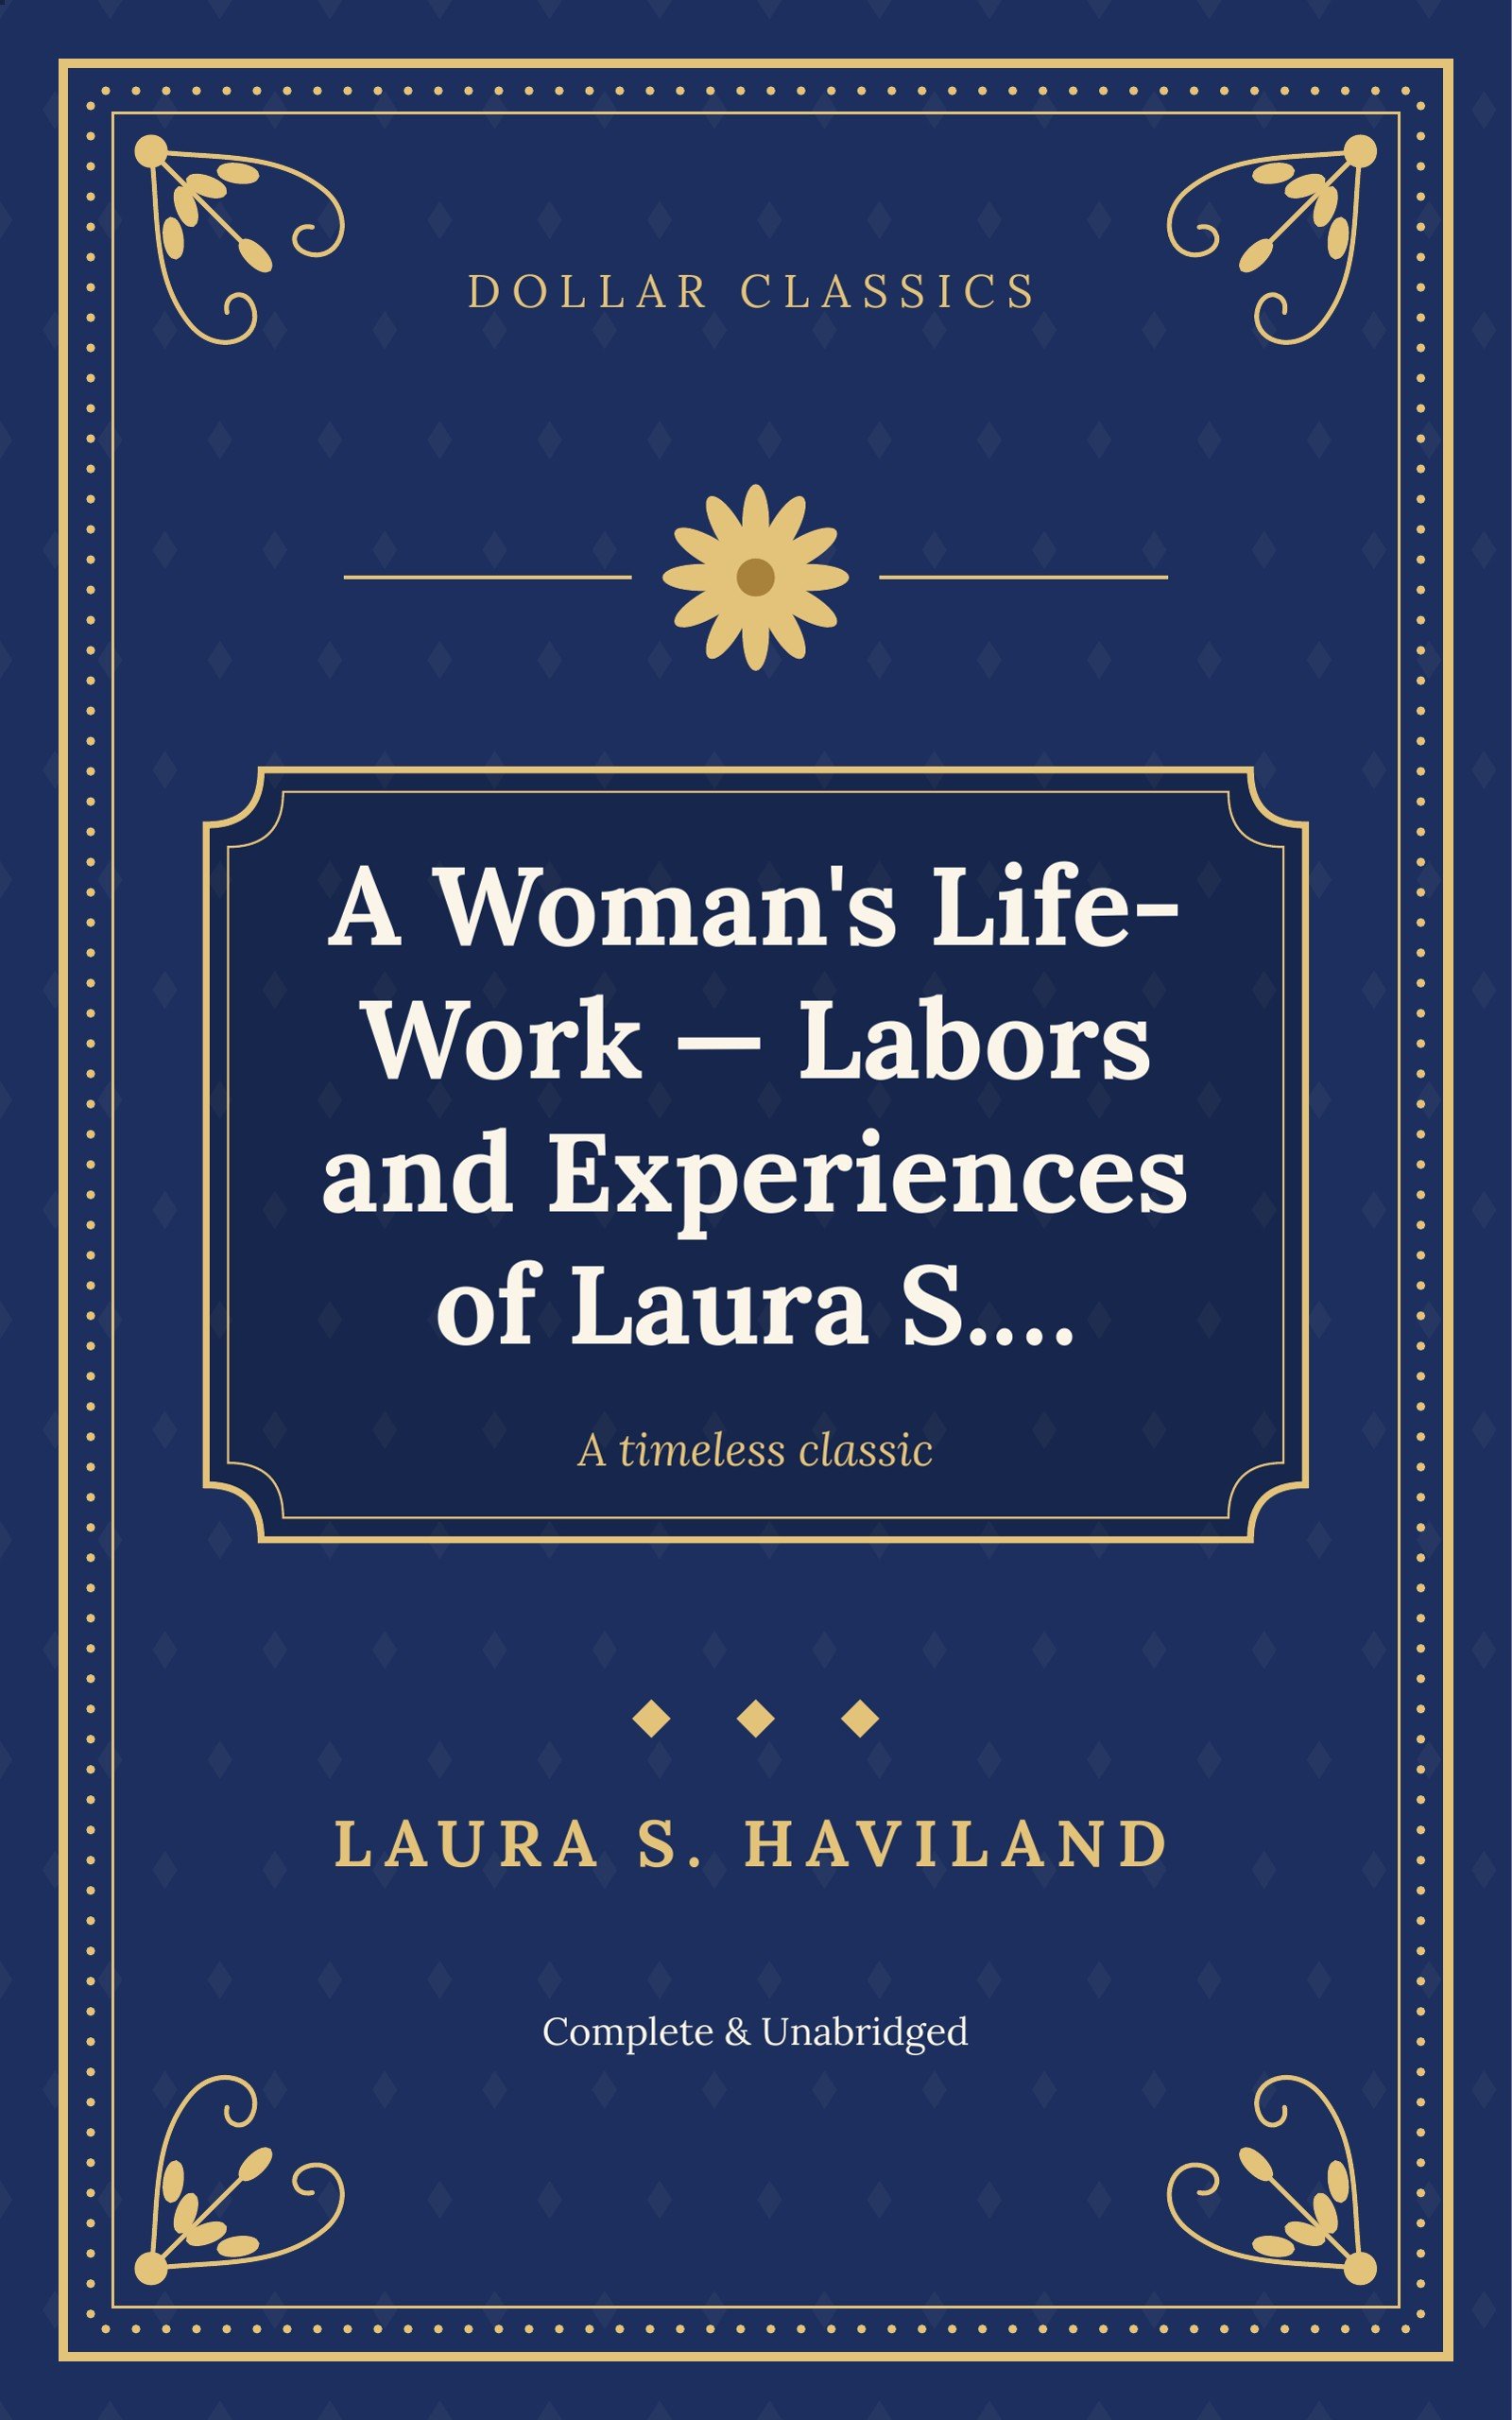 DOLLAR CLASSICS
A Woman's Life-
Work — Labors
and Experiences
of Laura S....
A timeless classic
LAURA S. HAVILAND
Complete & Unabridged